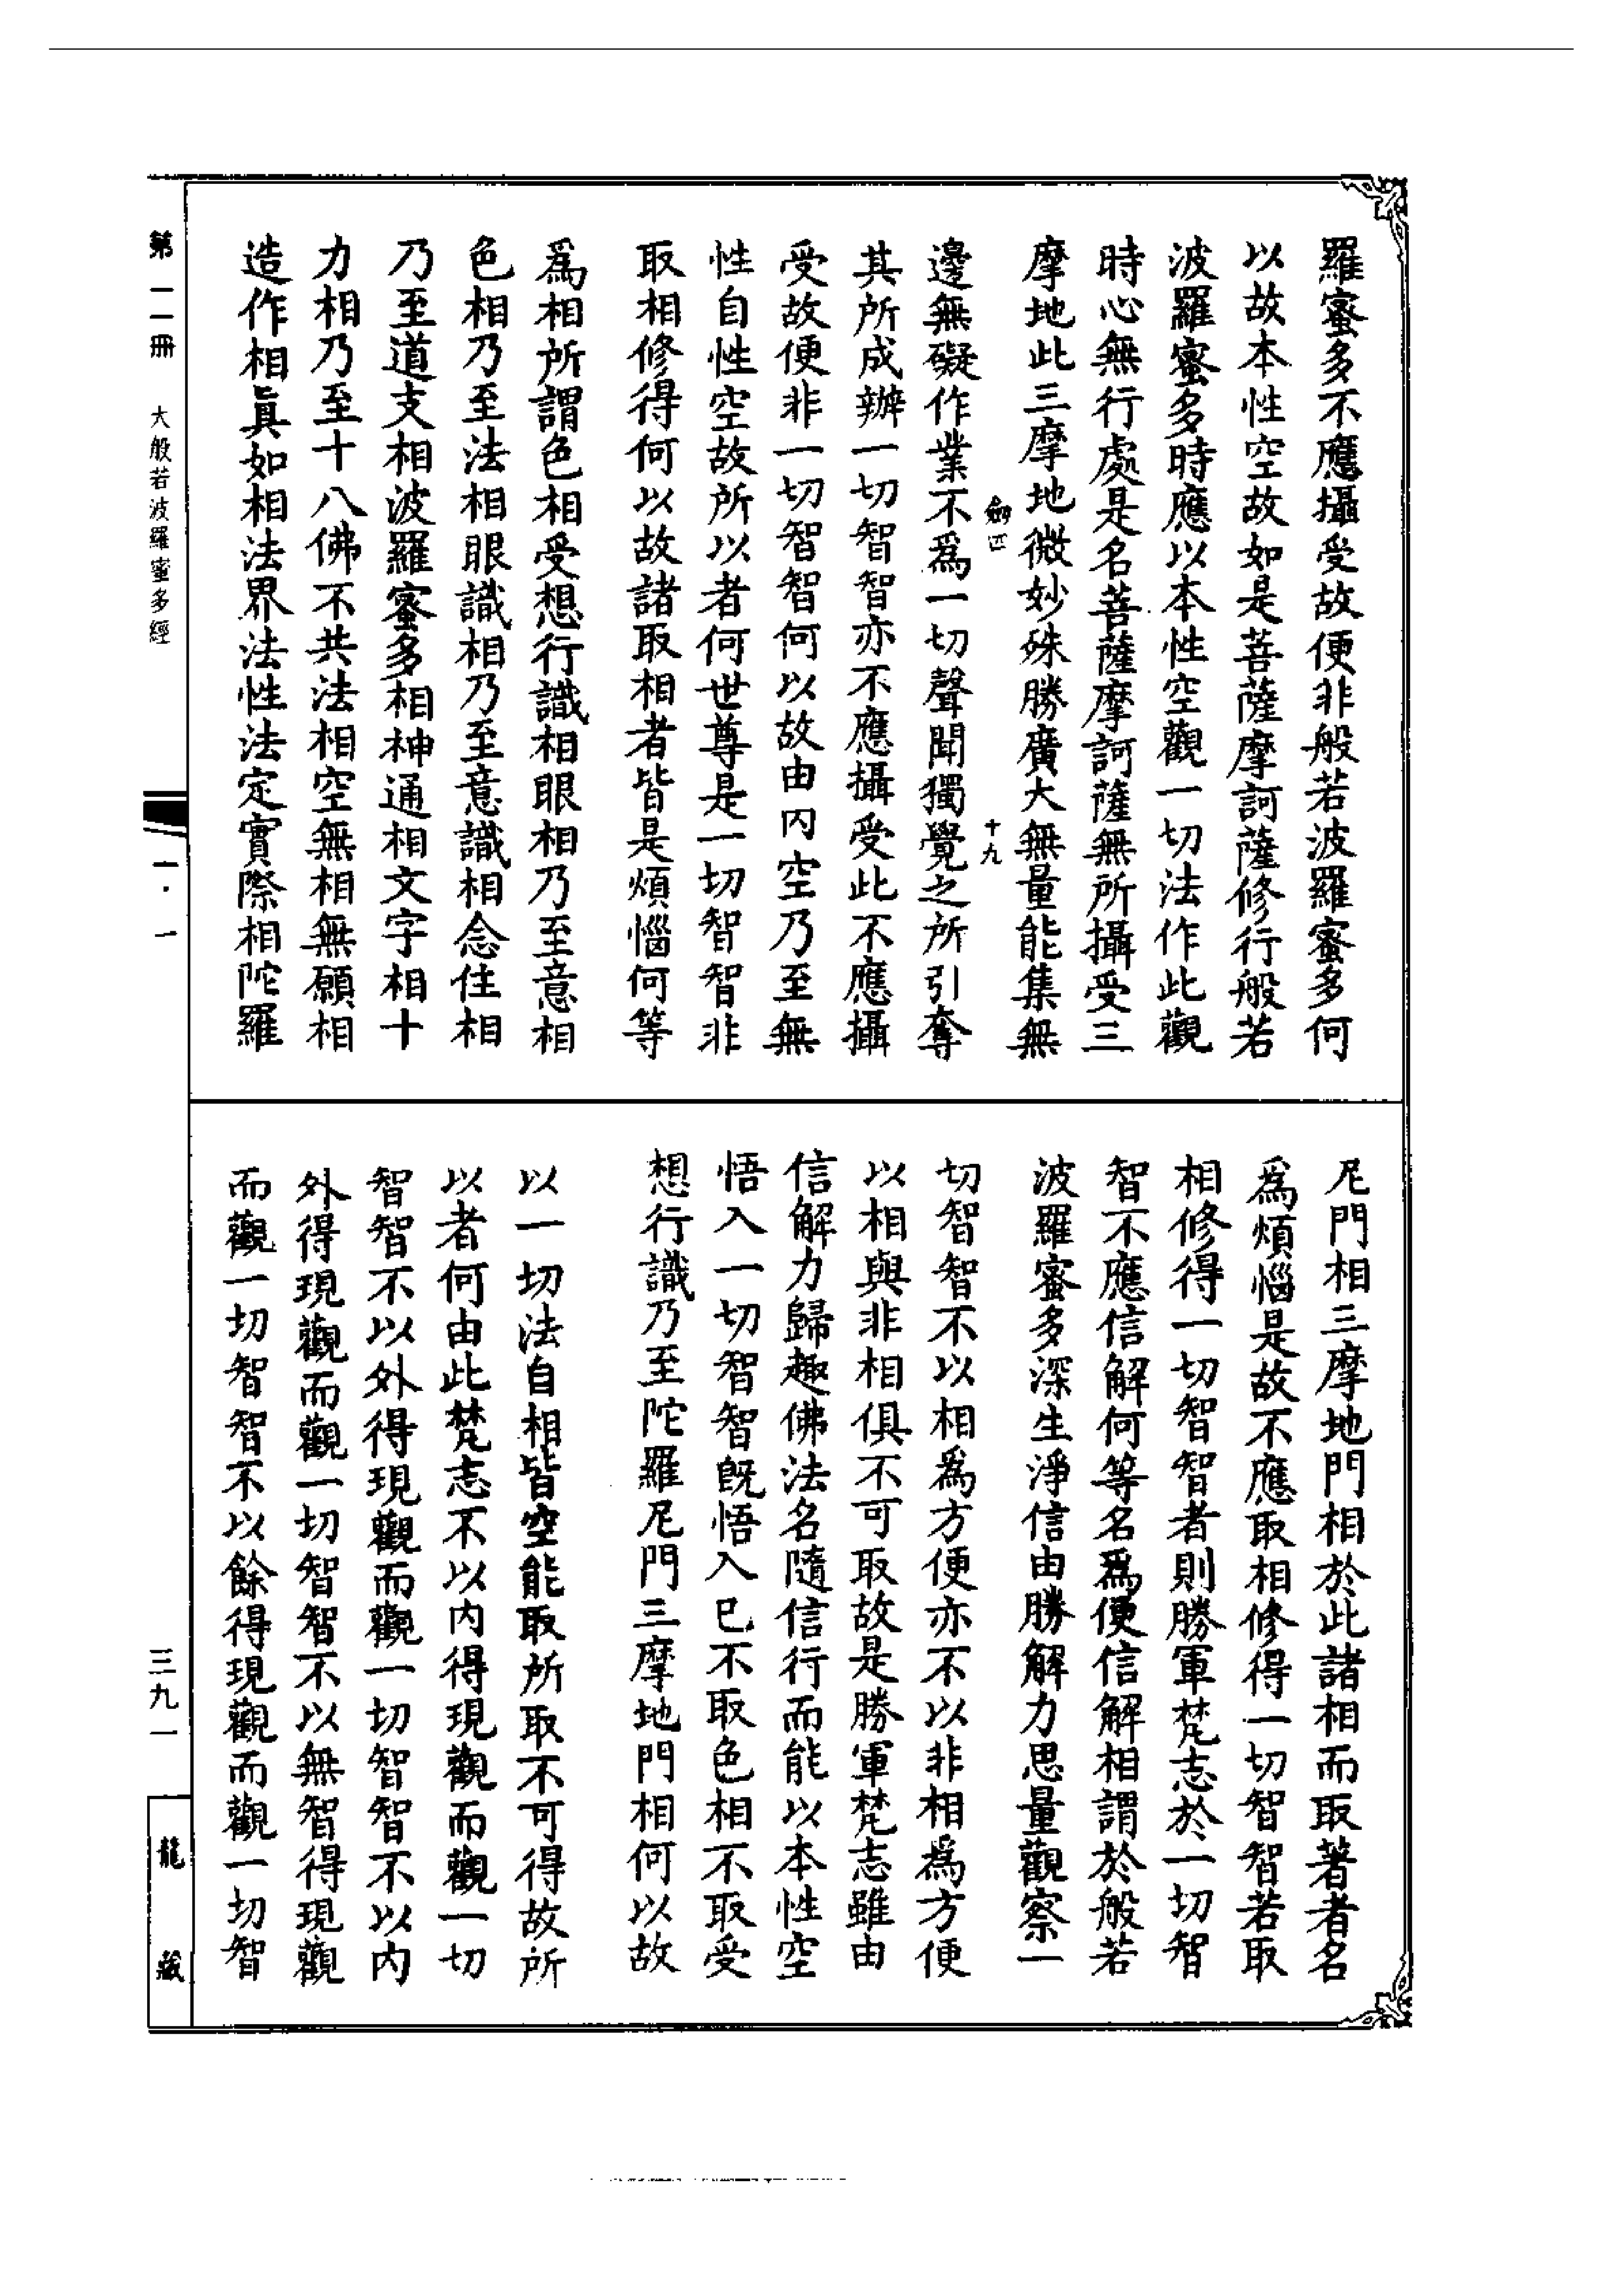 羅蜜多不應攝受故便非般若波羅蜜多何
以故本性空故如是菩薩摩訶薩修行般若
波羅蜜多時應以本性空觀一切法作此觀
時心無行處是名菩薩摩訶薩無所攝受三
摩地此三摩地微妙殊勝廣大無量能集無
劒四 十九
邊無礙作業不爲一切聲聞獨覺之所引奪
其所成辦一切智智亦不應攝受此不應攝
受故便非一切智智何以故由內空乃至無
性自性空故所以者何世尊是一切智智非
取相修得何以故諸取相者皆是煩惱何等
爲相所謂色相受想行識相眼相乃至意相
色相乃至法相眼識相乃至意識相念住相
乃至道支相波羅蜜多相神通相文字相十
力相乃至十八佛不共法相空無相無願相
造作相眞如相法界法性法定實際相陀羅
尼門相三摩地門相於此諸相而取著者名
爲煩惱是故不應取相修得一切智智若取
相修得一切智智者則勝軍梵志於一切智
智不應信解何等名爲便信解相謂於般若
波羅蜜多深生淨信由勝解力思量觀察一
切智智不以相爲方便亦不以非相爲方便
以相與非相俱不可取故是勝軍梵志雖由
信解力歸趣佛法名隨信行而能以本性空
悟入一切智智旣悟入已不取色相不取受
想行識乃至陀羅尼門三摩地門相何以故
以一切法自相皆空能取所取不可得故所
以者何由此梵志不以內得現觀而觀一切
智智不以外得現觀而觀一切智智不以內
外得現觀而觀一切智智不以無智得現觀
而觀一切智智不以餘得現觀而觀一切智
第一一冊 大般若波羅蜜多經 一·一 三九一 龍藏